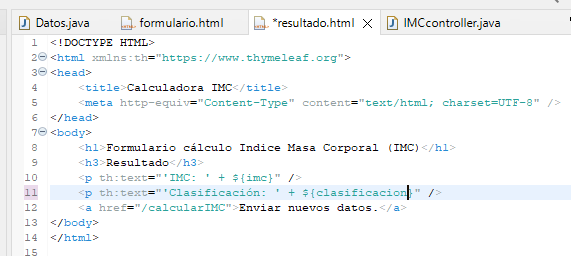 Datos.java formulario.html *resultado.html IMCcontroller.java
1 <!DOCTYPE HTML>
2 <html xmlns:th="https://www.thymeleaf.org">
3 <head>
4 <title>Calculadora IMC</title>
5 <meta http-equiv="Content-Type" content="text/html; charset=UTF-8" />
6 </head>
7 <body>
8 <h1>Formulario cálculo Indice Masa Corporal (IMC)</h1>
9 <h3>Resultado</h3>
10 <p th:text="'IMC: ' + ${imc}" />
11 <p th:text="'Clasificación: ' + ${clasificacion}" />
12 <a href="/calcularIMC">Enviar nuevos datos.</a>
13 </body>
14 </html>
15